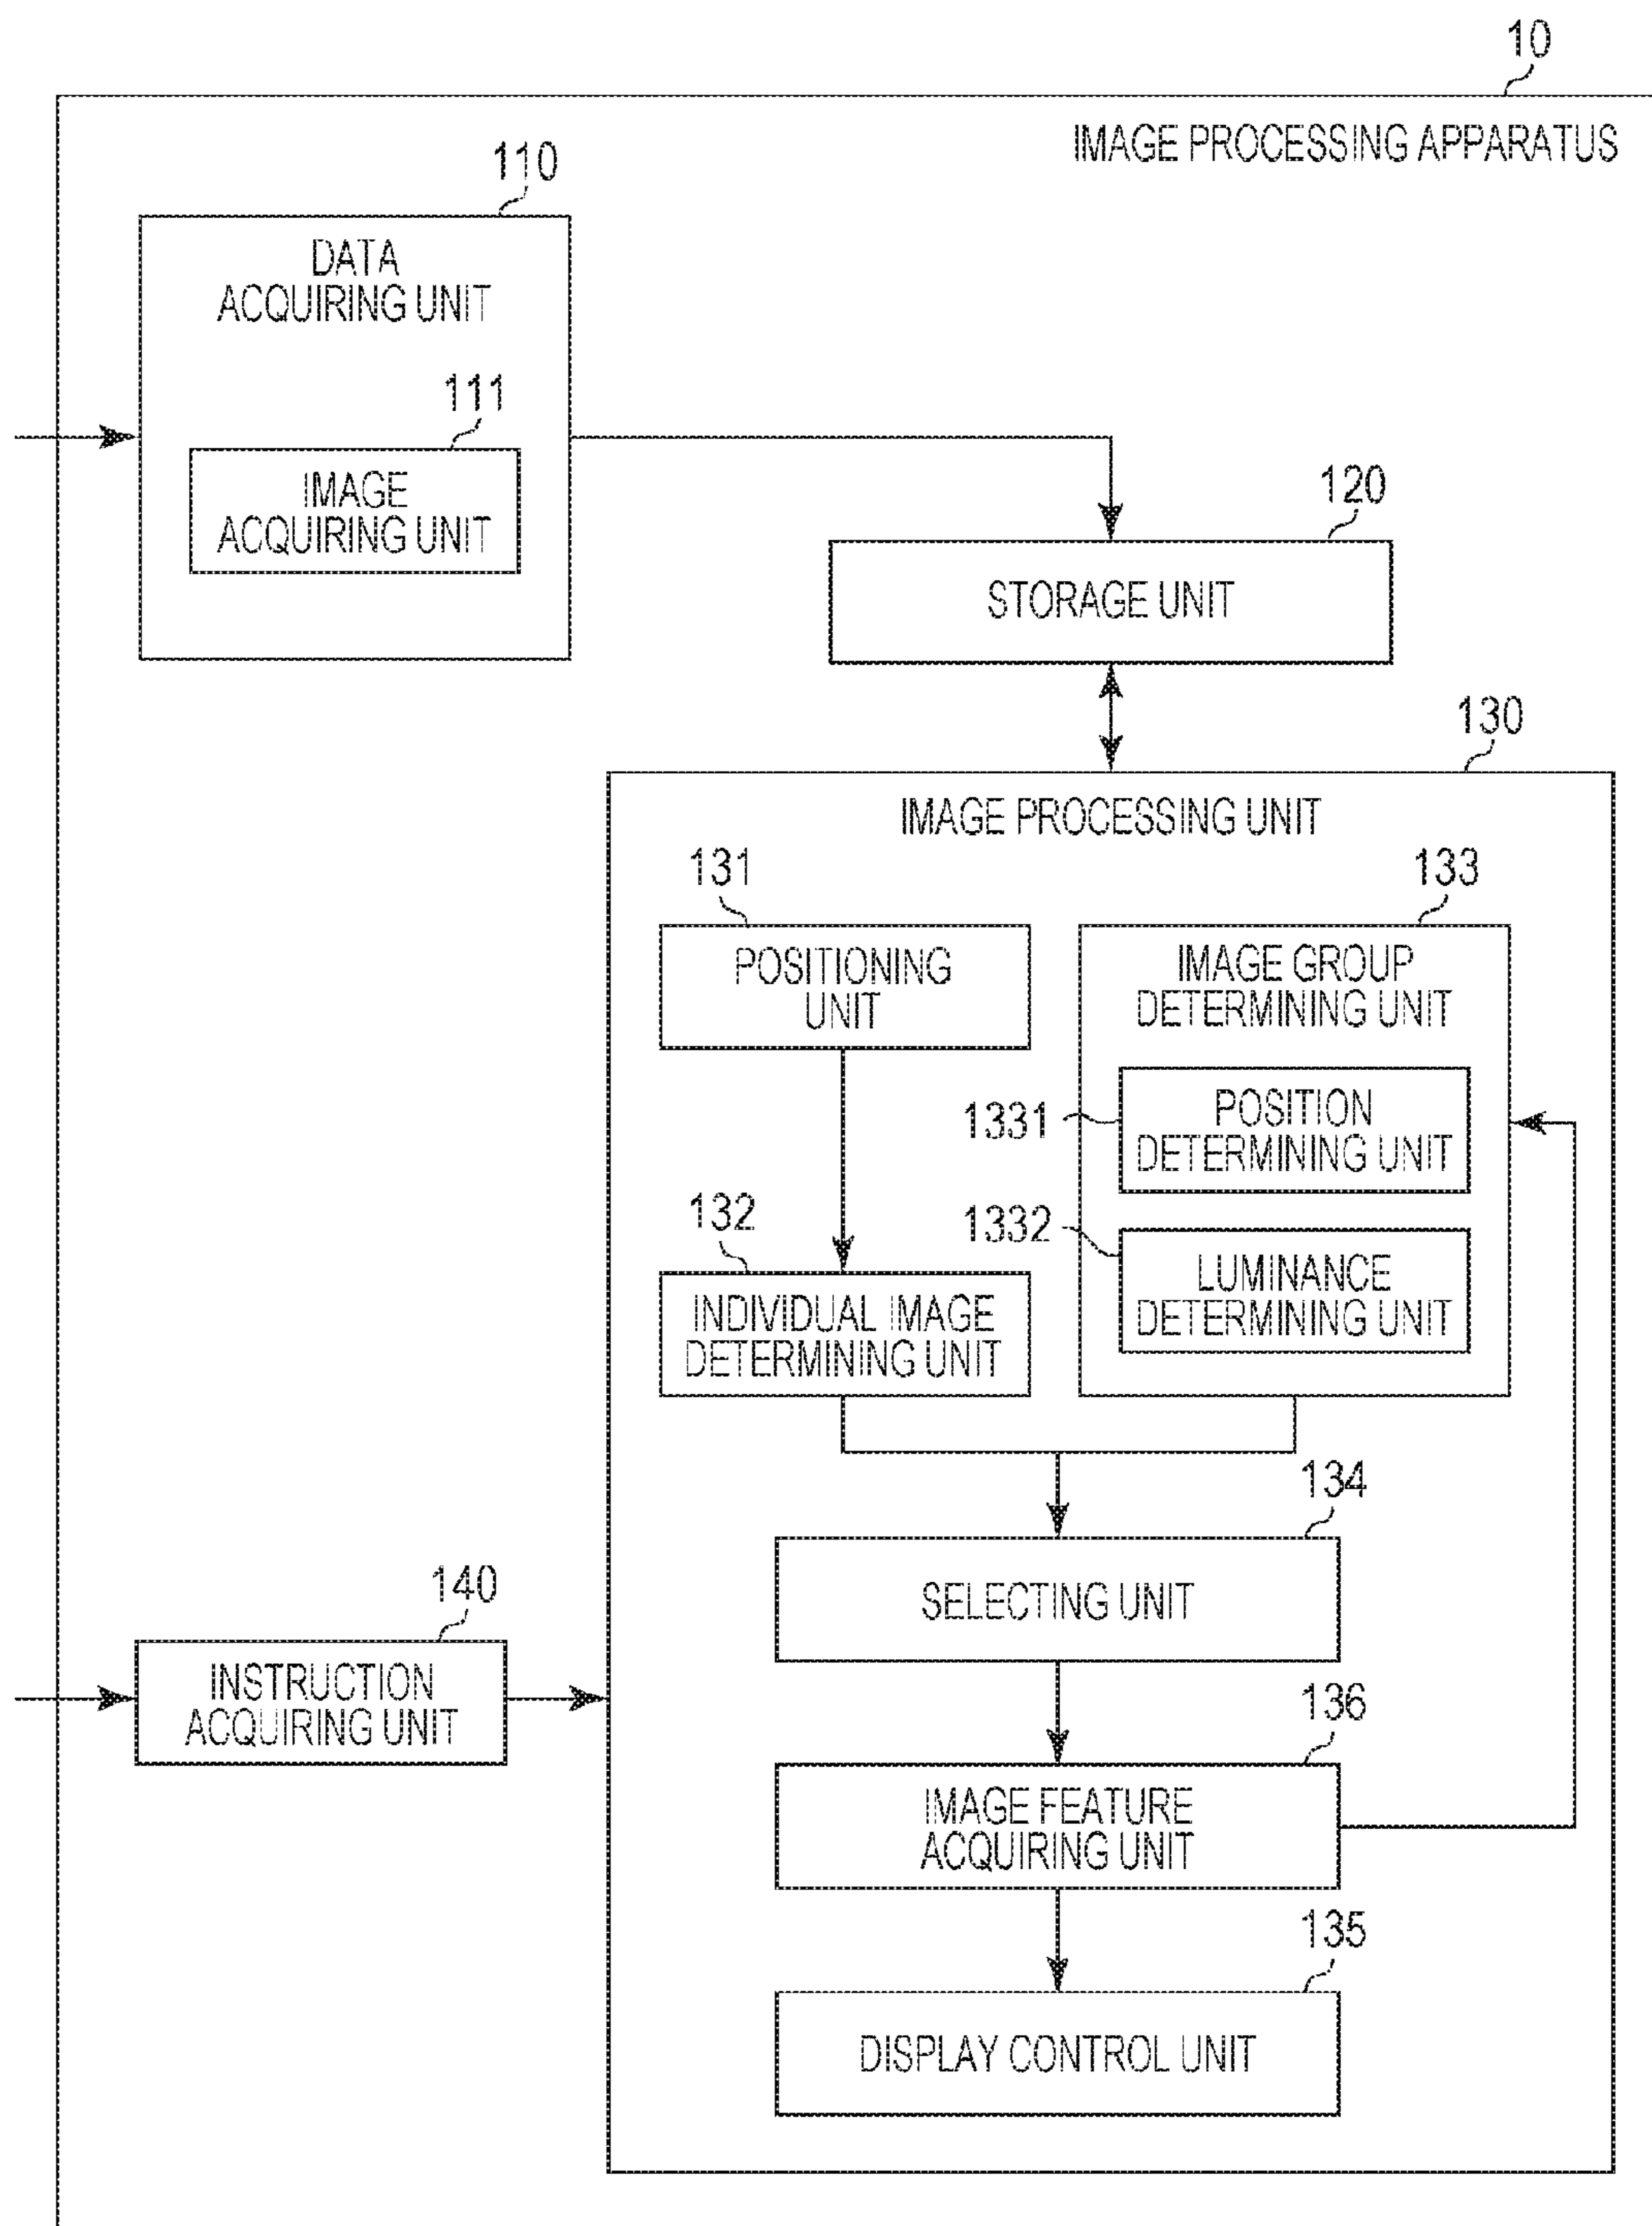 10
IMAGE PROCESSING APPARATUS
110
DATA
ACQUIRING UNIT
111
IMAGE
ACQUIRING UNIT
120
STORAGE UNIT
130
IMAGE PROCESSING UNIT
131
POSITIONING
UNIT
133
IMAGE GROUP
DETERMINING UNIT
1331
POSITION
DETERMINING UNIT
132
INDIVIDUAL IMAGE
DETERMINING UNIT
1332
LUMINANCE
DETERMINING UNIT
134
SELECTING UNIT
140
INSTRUCTION
ACQUIRING UNIT
136
IMAGE FEATURE
ACQUIRING UNIT
135
DISPLAY CONTROL UNIT